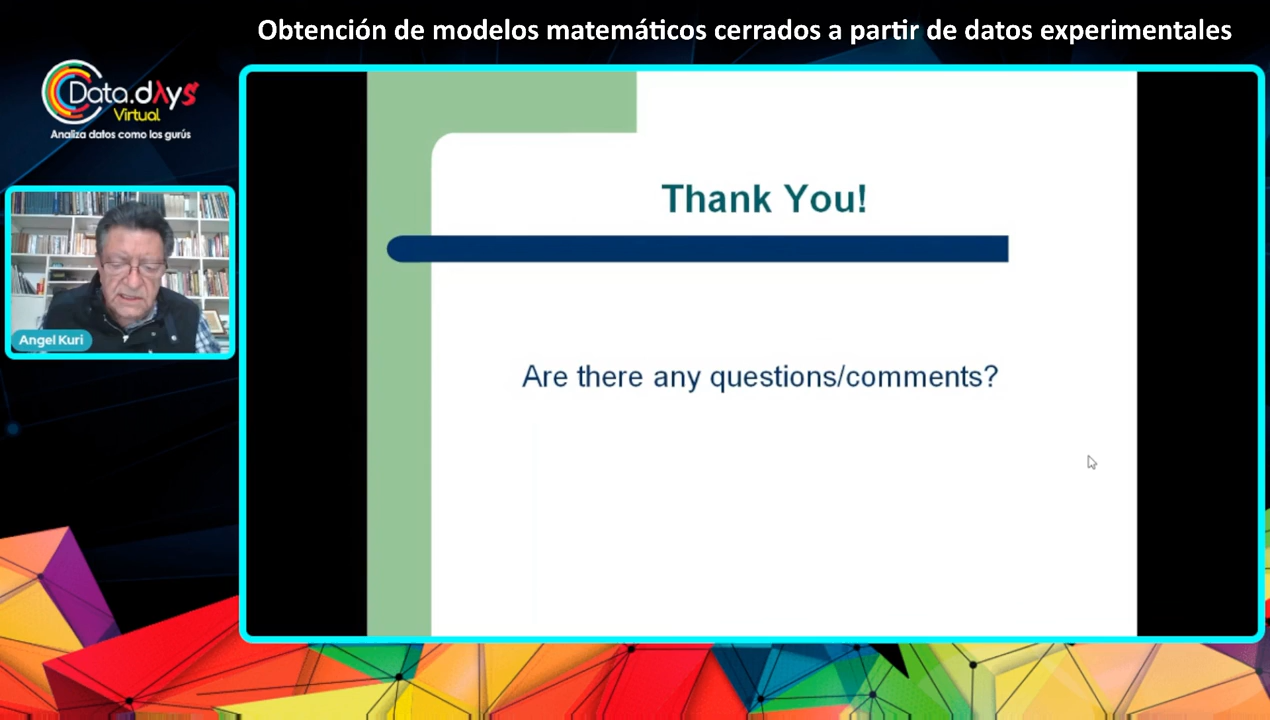 Obtención de modelos matemáticos cerrados a partir de datos experimentales
Data.dλys
Virtual
Analiza datos como los gurús
Angel Kuri
Thank You!
Are there any questions/comments?